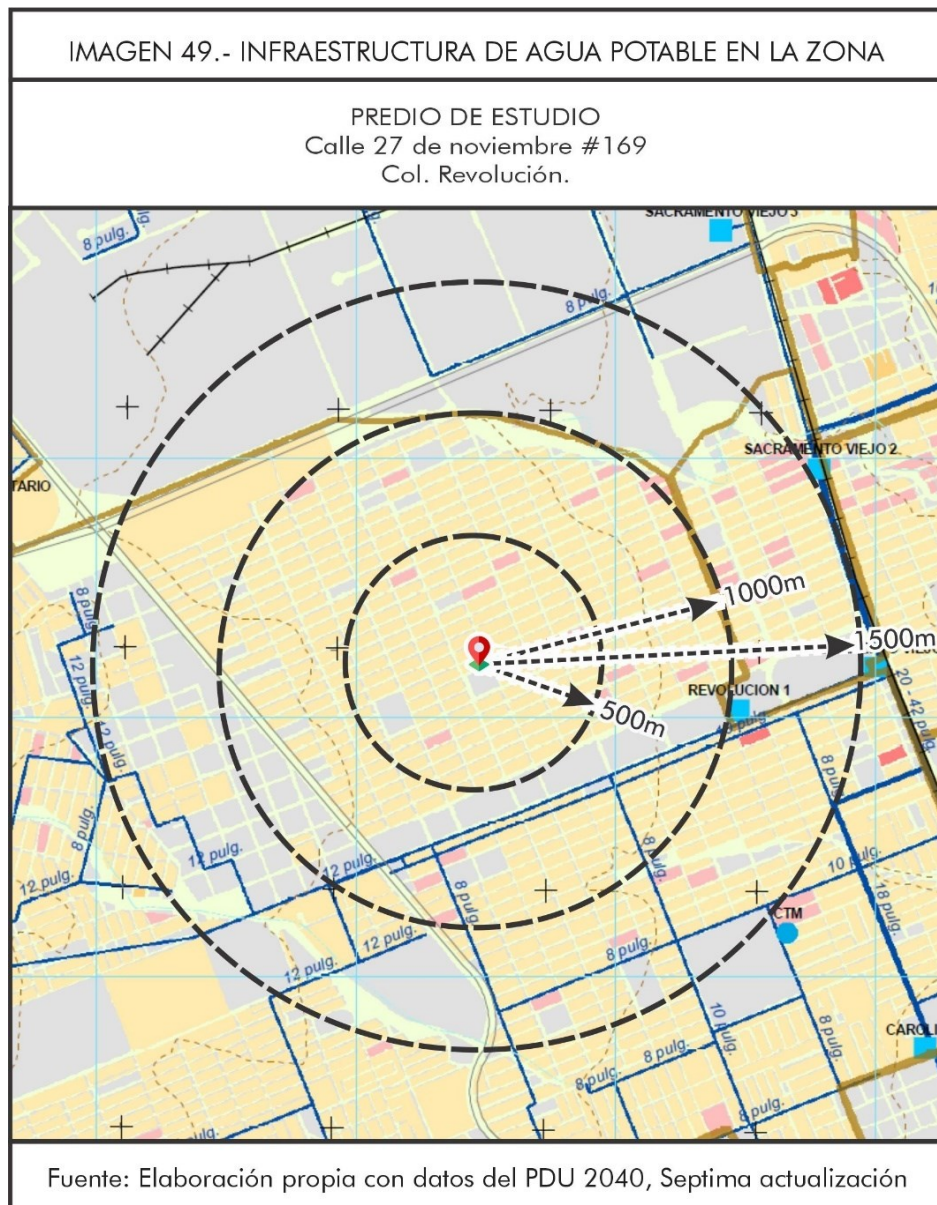 IMAGEN 49.- INFRAESTRUCTURA DE AGUA POTABLE EN LA ZONA
PREDIO DE ESTUDIO
Calle 27 de noviembre #169
Col. Revolución.
SACRAMENTO VIEJO 3
pulg.
8 pulg.
8 pulg.
SACRAMENTO VIEJO 2
TARIO
1000m
1500m
8 pulg.
12 pulg.
REVOLUCION 1
500m
20 - 42 pulg.
12 pulg.
8 pulg.
8 pulg.
12 pulg.
12 pulg.
8 pulg.
8 pulg.
10 pulg.
12 pulg.
18 pulg.
CTM
12 pulg.
8 pulg.
12 pulg.
10 pulg.
8 pulg.
CAROLI
8 pulg.
8 pulg.
8 pulg.
Fuente: Elaboración propia con datos del PDU 2040, Septima actualización